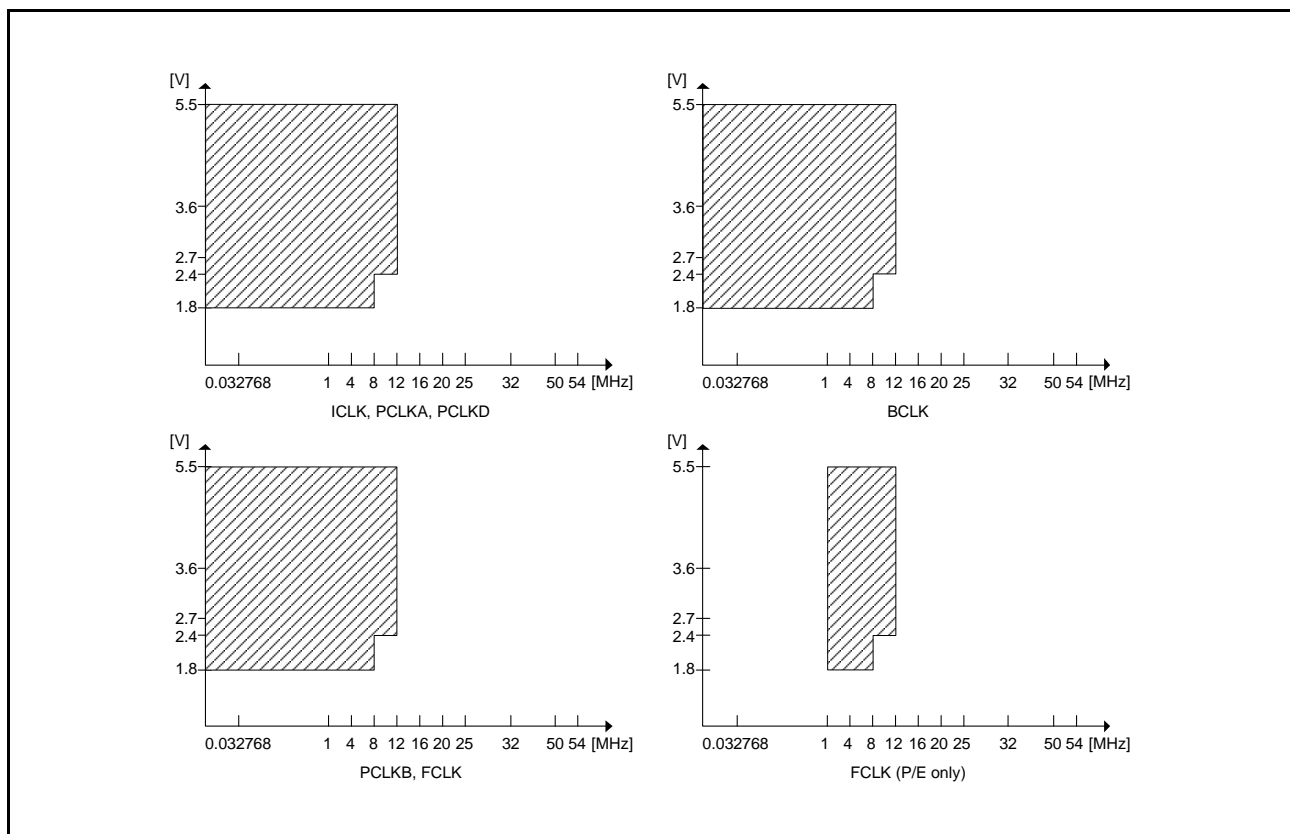 [V]
5.5
3.6
2.7
2.4
1.8
0.032768 1 4 8 12 16 20 25 32 50 54 [MHz]
ICLK, PCLKA, PCLKD
[V]
5.5
3.6
2.7
2.4
1.8
0.032768 1 4 8 12 16 20 25 32 50 54 [MHz]
BCLK
[V]
5.5
3.6
2.7
2.4
1.8
0.032768 1 4 8 12 16 20 25 32 50 54 [MHz]
PCLKB, FCLK
[V]
5.5
3.6
2.7
2.4
1.8
0.032768 1 4 8 12 16 20 25 32 50 54 [MHz]
FCLK (P/E only)